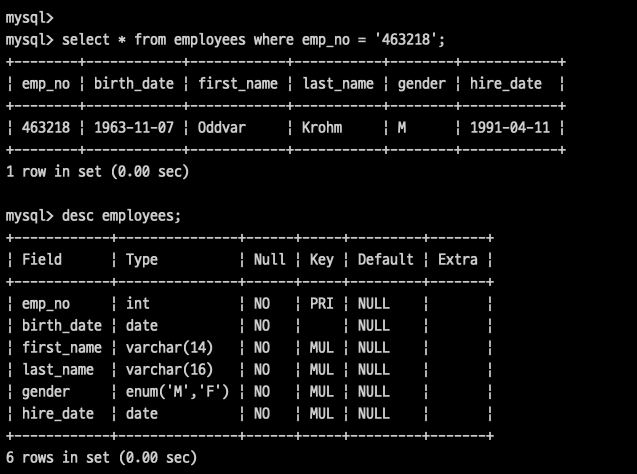 mysql>
mysql> select * from employees where emp_no = '463218';
+--------+------------+------------+-----------+--------+------------+
| emp_no | birth_date | first_name | last_name | gender | hire_date  |
+--------+------------+------------+-----------+--------+------------+
| 463218 | 1963-11-07 | Oddvar     | Krohm     | M      | 1991-04-11 |
+--------+------------+------------+-----------+--------+------------+
1 row in set (0.00 sec)

mysql> desc employees;
+------------+---------------+------+-----+---------+-------+
| Field      | Type          | Null | Key | Default | Extra |
+------------+---------------+------+-----+---------+-------+
| emp_no     | int           | NO   | PRI | NULL    |       |
| birth_date | date          | NO   |     | NULL    |       |
| first_name | varchar(14)   | NO   | MUL | NULL    |       |
| last_name  | varchar(16)   | NO   | MUL | NULL    |       |
| gender     | enum('M','F') | NO   | MUL | NULL    |       |
| hire_date  | date          | NO   | MUL | NULL    |       |
+------------+---------------+------+-----+---------+-------+
6 rows in set (0.00 sec)